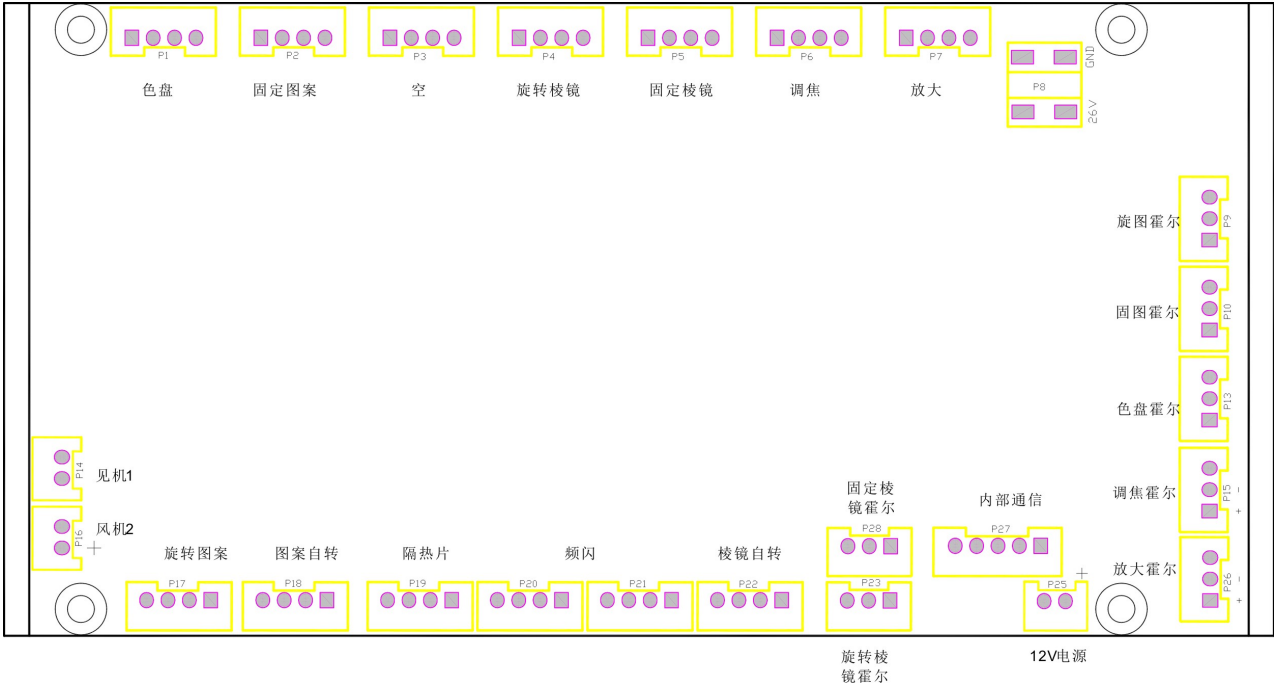 P1 P2 P3 P4 P5 P6 P7
GND
P8
26V
色盘 固定图案 空 旋转棱镜 固定棱镜 调焦 放大
旋图霍尔 P9
固图霍尔 P10
色盘霍尔 P13
P14 见机1
调焦霍尔 P15 - +
P16 风机2 +
固定棱
镜霍尔
P28
内部通信
P27
放大霍尔 P26 - +
旋转图案 图案自转 隔热片 频闪 棱镜自转
P17 P18 P19 P20 P21 P22 P23 P25 +
旋转棱
镜霍尔
12V电源